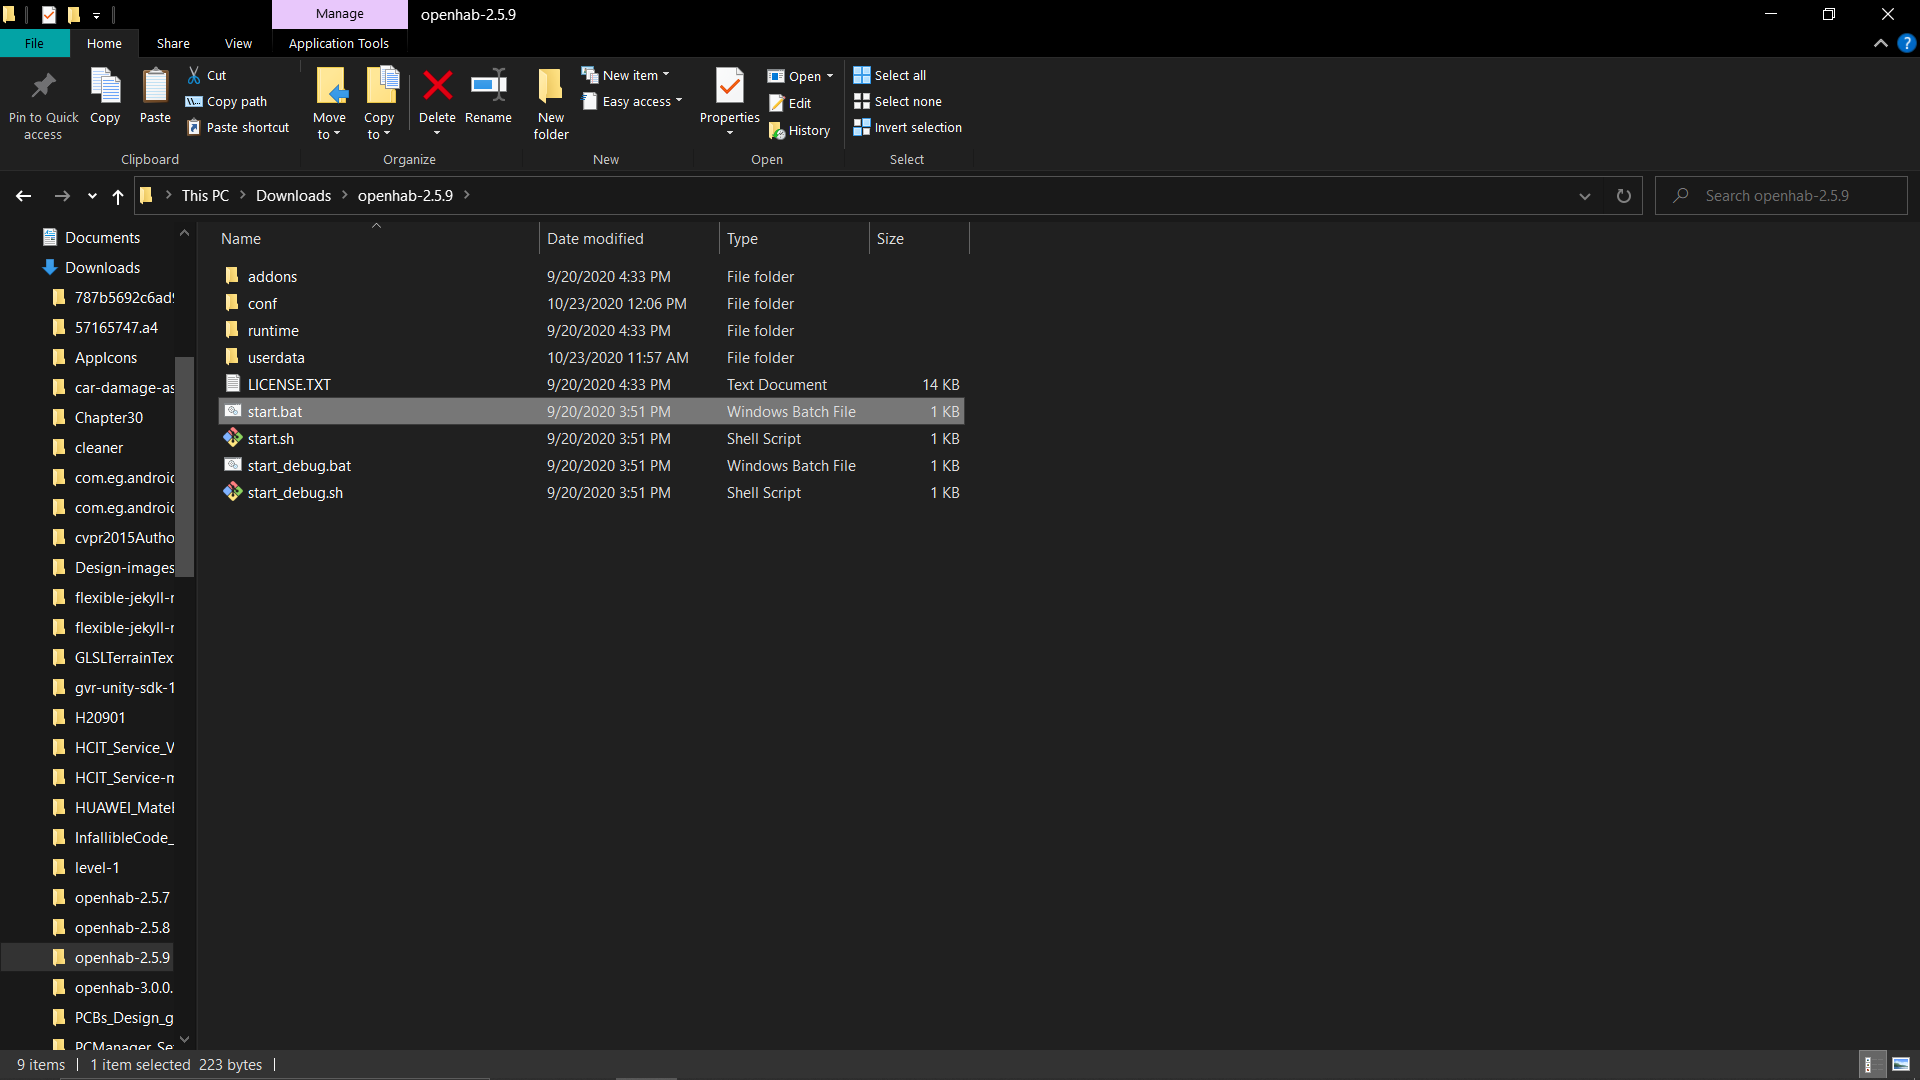 Manage
openhab-2.5.9
File
Home
Share
View
Application Tools
Pin to Quick access
Copy
Paste
Cut
Copy path
Paste shortcut
Clipboard
Move to
Copy to
Delete
Rename
Organize
New folder
New item
Easy access
New
Properties
Open
Edit
History
Open
Select all
Select none
Invert selection
Select
This PC
Downloads
openhab-2.5.9
Search openhab-2.5.9
Documents
Downloads
787b5692c6ad9
57165747.a4
AppIcons
car-damage-as
Chapter30
cleaner
com.eg.android
com.eg.android
cvpr2015Autho
Design-images
flexible-jekyll-r
flexible-jekyll-r
GLSLTerrainTex
gvr-unity-sdk-1
H20901
HCIT_Service_V
HCIT_Service-m
HUAWEI_Matel
InfallibleCode_
level-1
openhab-2.5.7
openhab-2.5.8
openhab-2.5.9
openhab-3.0.0.
PCBs_Design_g
PCManager_Se
Name Date modified Type Size
addons 9/20/2020 4:33 PM File folder
conf 10/23/2020 12:06 PM File folder
runtime 9/20/2020 4:33 PM File folder
userdata 10/23/2020 11:57 AM File folder
LICENSE.TXT 9/20/2020 4:33 PM Text Document 14 KB
start.bat 9/20/2020 3:51 PM Windows Batch File 1 KB
start.sh 9/20/2020 3:51 PM Shell Script 1 KB
start_debug.bat 9/20/2020 3:51 PM Windows Batch File 1 KB
start_debug.sh 9/20/2020 3:51 PM Shell Script 1 KB
9 items 1 item selected 223 bytes